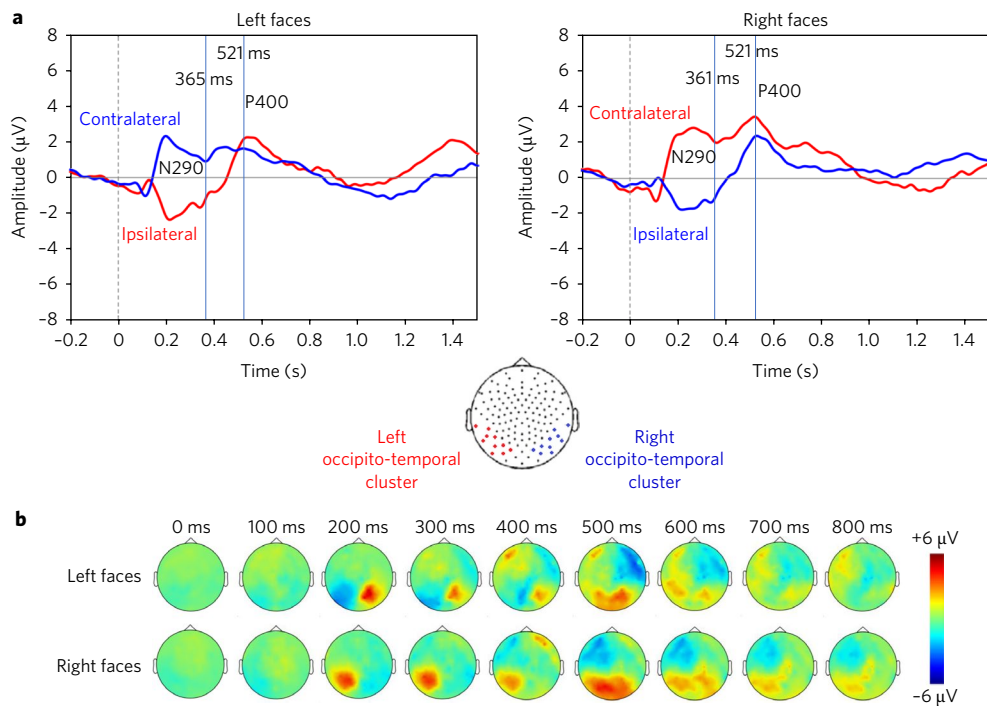 a
Left faces
Right faces
8
6
4
2
0
−2
−4
−6
−8
Amplitude (μV)
521 ms
365 ms
P400
Contralateral
N290
Ipsilateral
−0.2 0 0.2 0.4 0.6 0.8 1.0 1.2 1.4
Time (s)
8
6
4
2
0
−2
−4
−6
−8
Amplitude (μV)
521 ms
361 ms
P400
Contralateral
N290
Ipsilateral
−0.2 0 0.2 0.4 0.6 0.8 1.0 1.2 1.4
Time (s)
Left
occipito-temporal
cluster
Right
occipito-temporal
cluster
b
0 ms 100 ms 200 ms 300 ms 400 ms 500 ms 600 ms 700 ms 800 ms
Left faces
Right faces
+6 μV
−6 μV